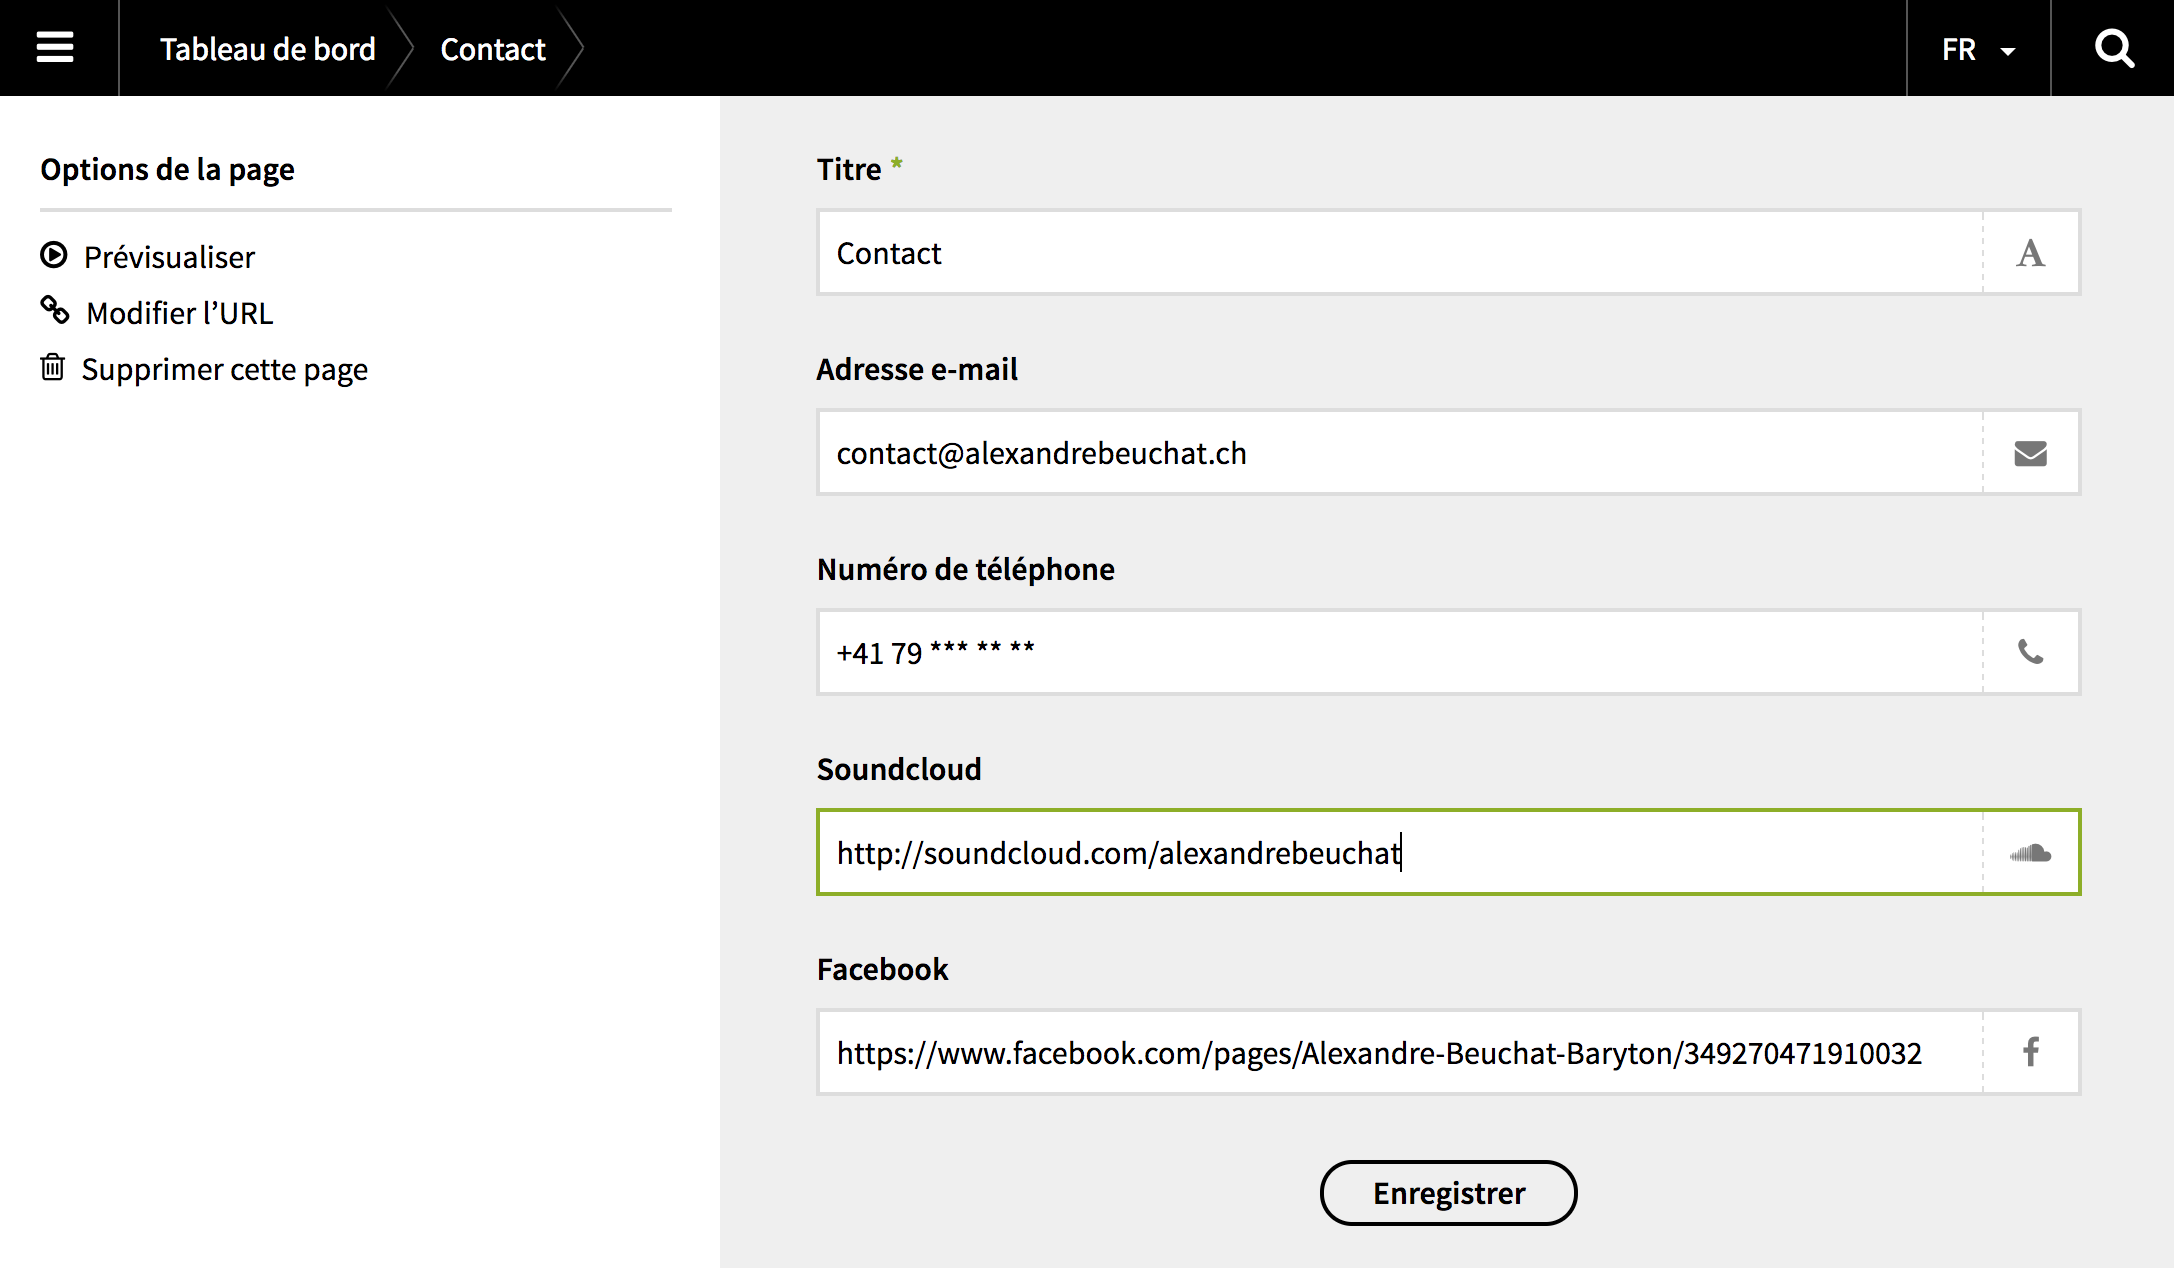 Tableau de bord
Contact
FR
Options de la page
Prévisualiser
Modifier l’URL
Supprimer cette page
Titre *
Contact
A
Adresse e-mail
contact@alexandrebeuchat.ch
Numéro de téléphone
+41 79 *** ** **
Soundcloud
http://soundcloud.com/alexandrebeuchat
Facebook
https://www.facebook.com/pages/Alexandre-Beuchat-Baryton/349270471910032
Enregistrer